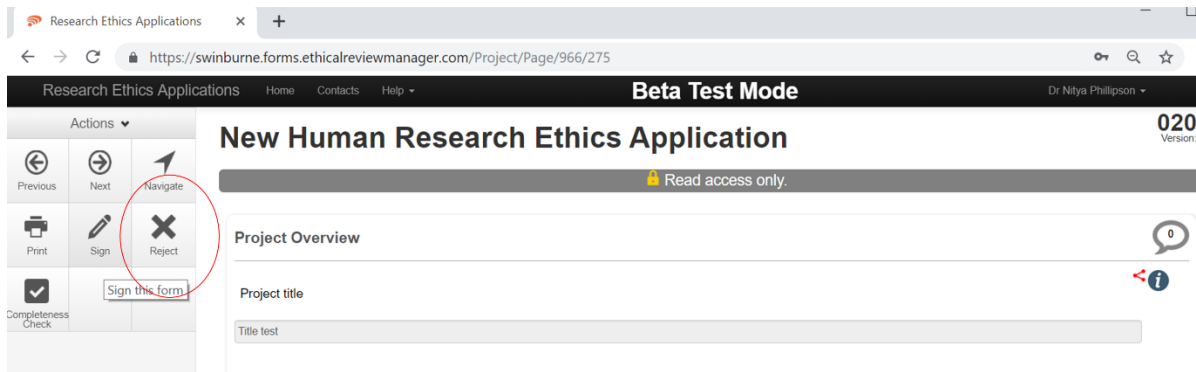 Research Ethics Applications
https://swinburne.forms.ethicalreviewmanager.com/Project/Page/966/275
Research Ethics Applications Home Contacts Help Beta Test Mode Dr Nitya Phillipson
Actions
Previous Next Navigate
Print Sign Reject
Sign this form
Completeness
Check
New Human Research Ethics Application
020
Version:
Read access only.
Project Overview
0
Project title
Title test